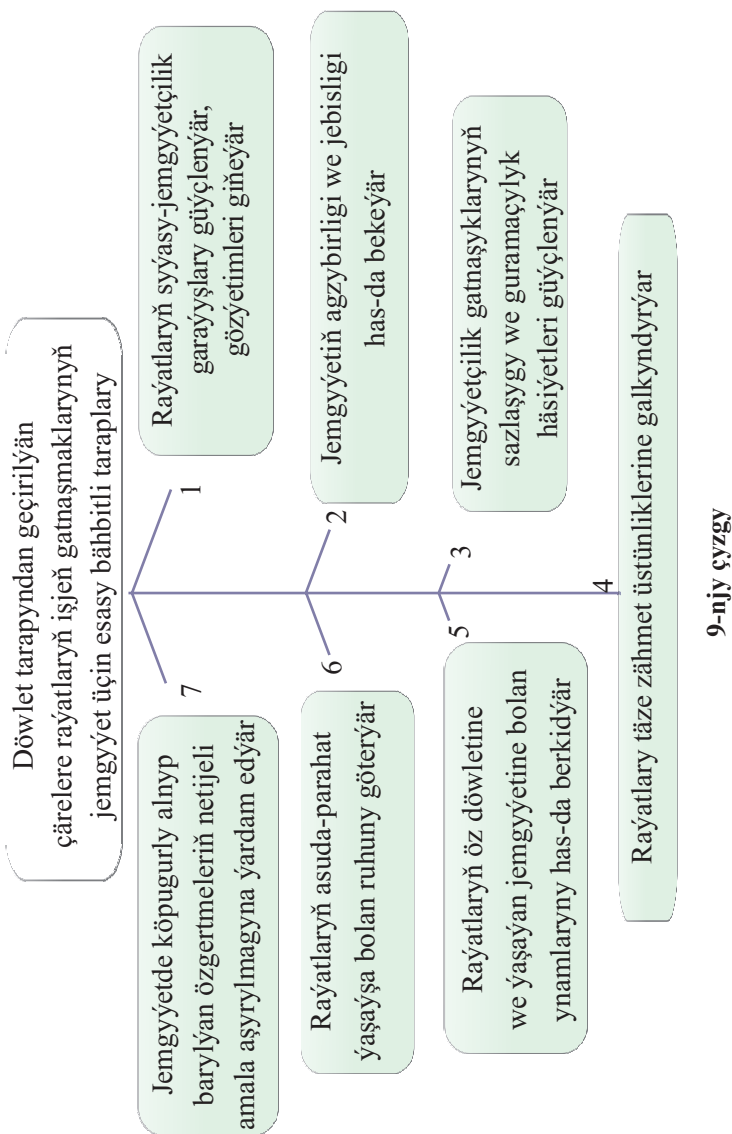 Döwlet tarapyndan geçirilýän
çärelere raýatlaryň işjeň gatnaşmaklarynyň
jemgyýet üçin esasy bähbitli taraplary
1
Raýatlaryň syýasy-jemgyýetçilik
garaýyşlary güýçlenýär,
gözýetimleri giňeýär
2
Jemgyýetiň agzybirligi we jebisligi
has-da bekeýär
3
Jemgyýetçilik gatnaşyklarynyň
sazlaşygy we guramaçylyk
häsiýetleri güýçlenýär
4
Raýatlary täze zähmet üstünliklerine galkyndyrýar
5
Raýatlaryň öz döwletine
we ýaşaýan jemgyýetine bolan
ynamlaryny has-da berkidýär
6
Raýatlaryň asuda-parahat
ýaşaýşa bolan ruhuny göterýär
7
Jemgyýetde köpugurly alnyp
barylýan özgertmeleriň netijeli
amala aşyrylmagyna ýardam edýär
9-njy çyzgy